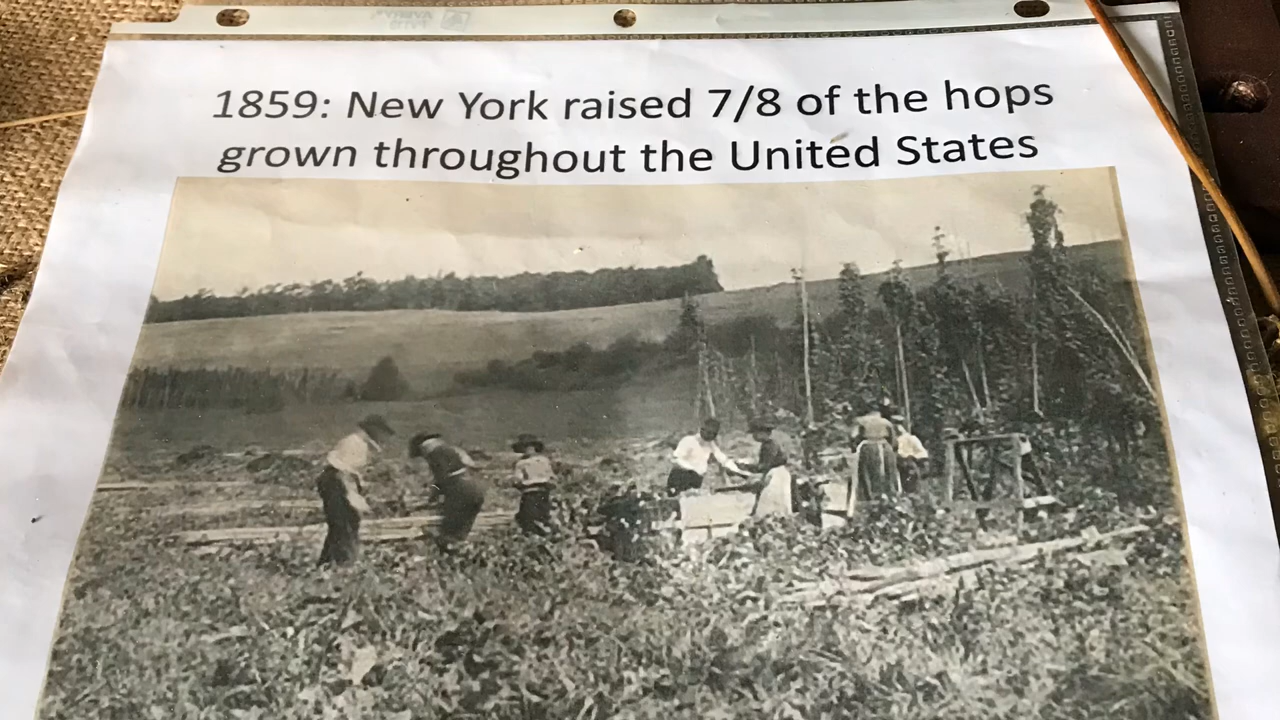 1859: New York raised 7/8 of the hops
grown throughout the United States